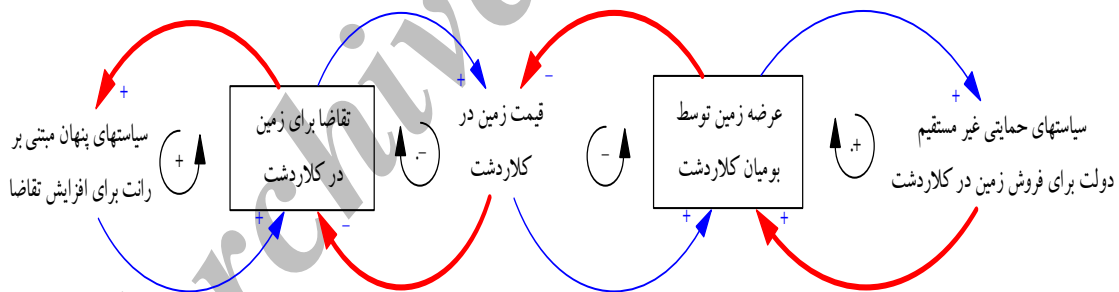 سیاستهای حمایتی غیر مستقیم
دولت برای فروش زمین در کلاردشت
عرضه زمین توسط
بومیان کلاردشت
قیمت زمین در
کلاردشت
تقاضا برای زمین
در کلاردشت
سیاستهای پنهان مبتنی بر
رانت برای افزایش تقاضا
+
+
+
+.
–
–
–
–.
+
+
–
+
+
rchive